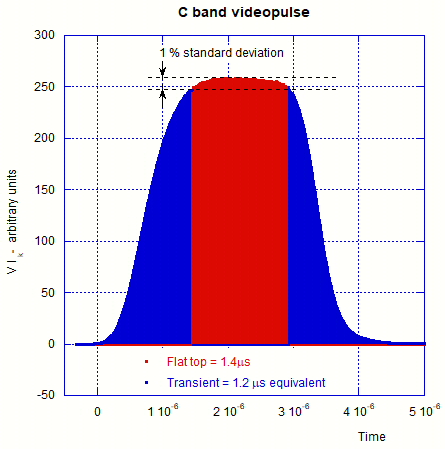 C band videopulse
300
1 % standard deviation
250
200
150
100
50
0
-50
V I k - arbitrary units
Flat top = 1.4µs
Transient = 1.2 µs equivalent
0 1 10-6 2 10-6 3 10-6 4 10-6 5 10-6
Time